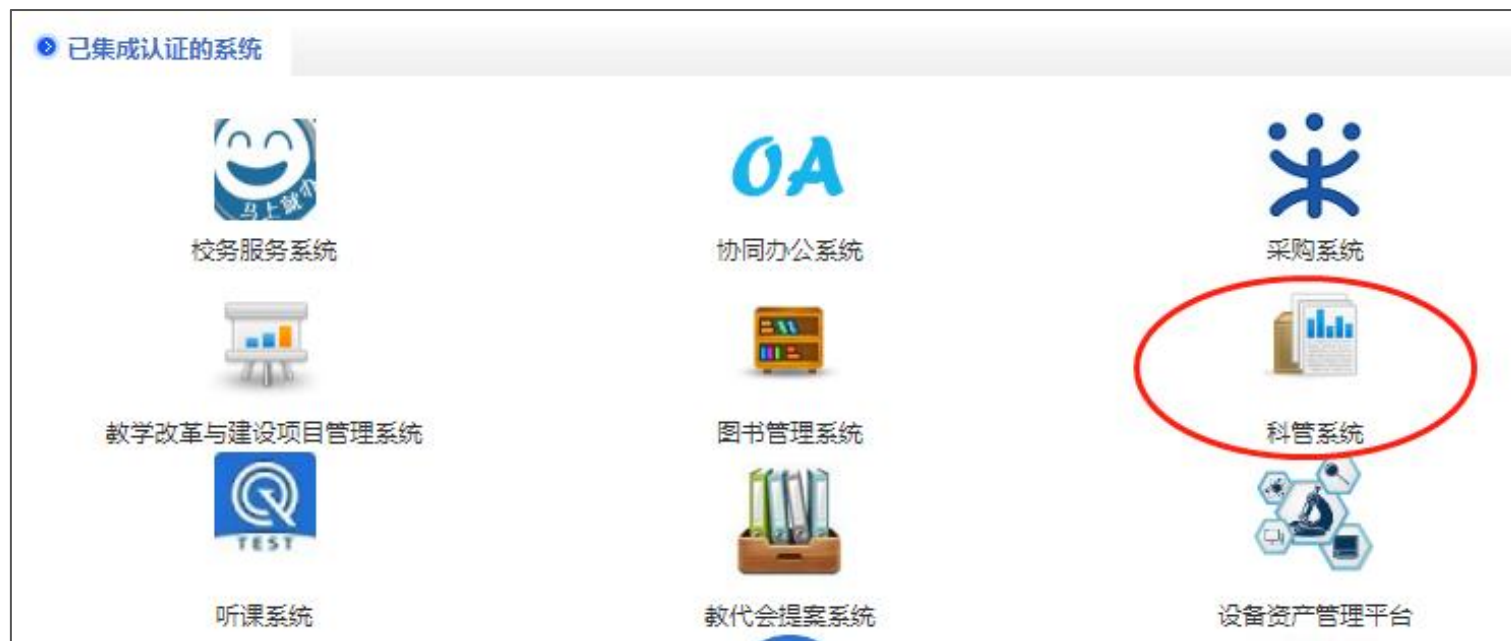 已集成认证的系统
马上就办
OA
校务服务系统
协同办公系统
采购系统
教学改革与建设项目管理系统
图书管理系统
科管系统
TEST
听课系统
教代会提案系统
设备资产管理平台